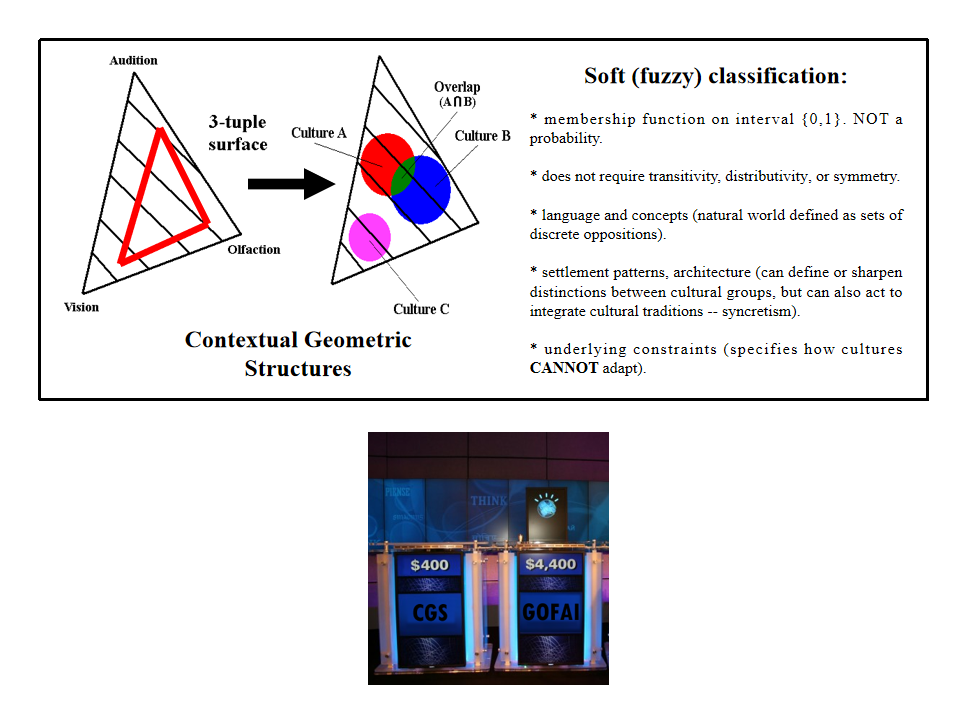 Audition
3-tuple
surface
Olfaction
Vision
Culture A
Overlap
(A∩B)
Culture B
Culture C
Contextual Geometric
Structures
Soft (fuzzy) classification:
* membership function on interval {0,1}. NOT a
probability.
* does not require transitivity, distributivity, or symmetry.
* language and concepts (natural world defined as sets of
discrete oppositions).
* settlement patterns, architecture (can define or sharpen
distinctions between cultural groups, but can also act to
integrate cultural traditions -- syncretism).
* underlying constraints (specifies how cultures
CANNOT adapt).
THINK
$400
$4,400
CGS
GOFAI